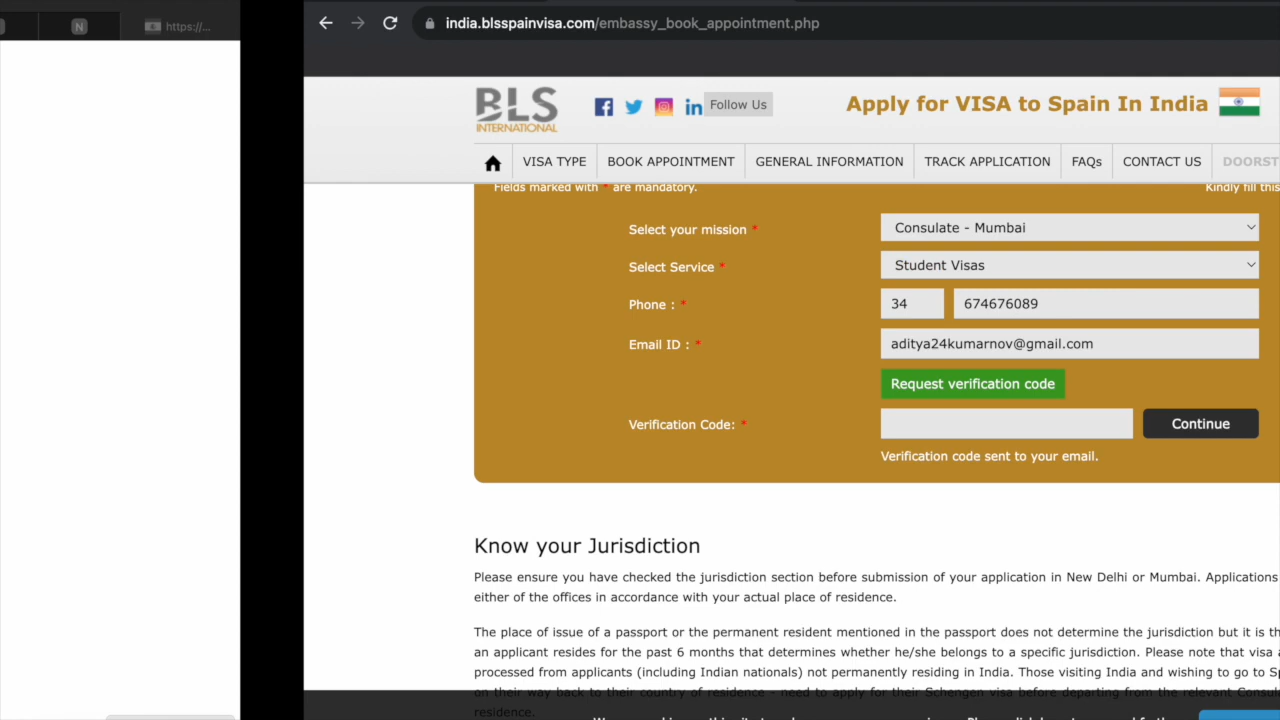 N
https://...
india.blsspainvisa.com/embassy_book_appointment.php
BLS
INTERNATIONAL
Follow Us
Apply for VISA to Spain In India
VISA TYPE
BOOK APPOINTMENT
GENERAL INFORMATION
TRACK APPLICATION
FAQs
CONTACT US
DOORST
Fields marked with * are mandatory.
Kindly fill this
Select your mission *
Consulate - Mumbai
Select Service *
Student Visas
Phone : *
34
674676089
Email ID : *
aditya24kumarnov@gmail.com
Request verification code
Verification Code: *
Continue
Verification code sent to your email.
Know your Jurisdiction
Please ensure you have checked the jurisdiction section before submission of your application in New Delhi or Mumbai. Applications
either of the offices in accordance with your actual place of residence.
The place of issue of a passport or the permanent resident mentioned in the passport does not determine the jurisdiction but it is th
an applicant resides for the past 6 months that determines whether he/she belongs to a specific jurisdiction. Please note that visa a
processed from applicants (including Indian nationals) not permanently residing in India. Those visiting India and wishing to go to Sp
on their way back to their country of residence - need to apply for their Schengen visa before departing from the relevant Consul
residence.